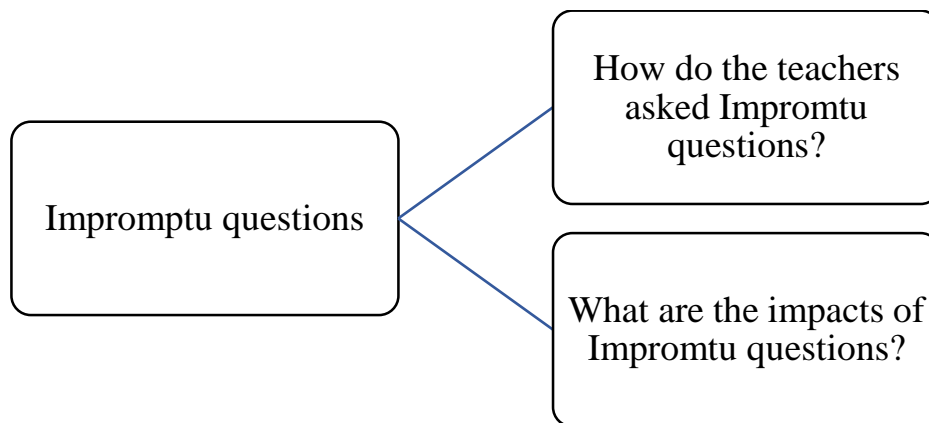 Impromptu questions
How do the teachers
asked Impromtu
questions?
What are the impacts of
Impromtu questions?